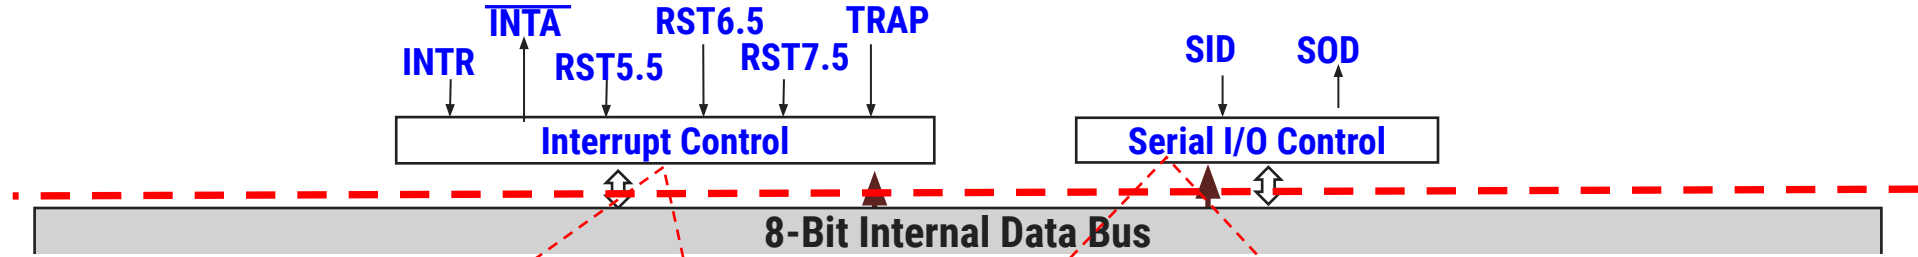 INTA
RST6.5
TRAP
INTR
RST5.5
RST7.5
SID
SOD
Interrupt Control
Serial I/O Control
8-Bit Internal Data Bus